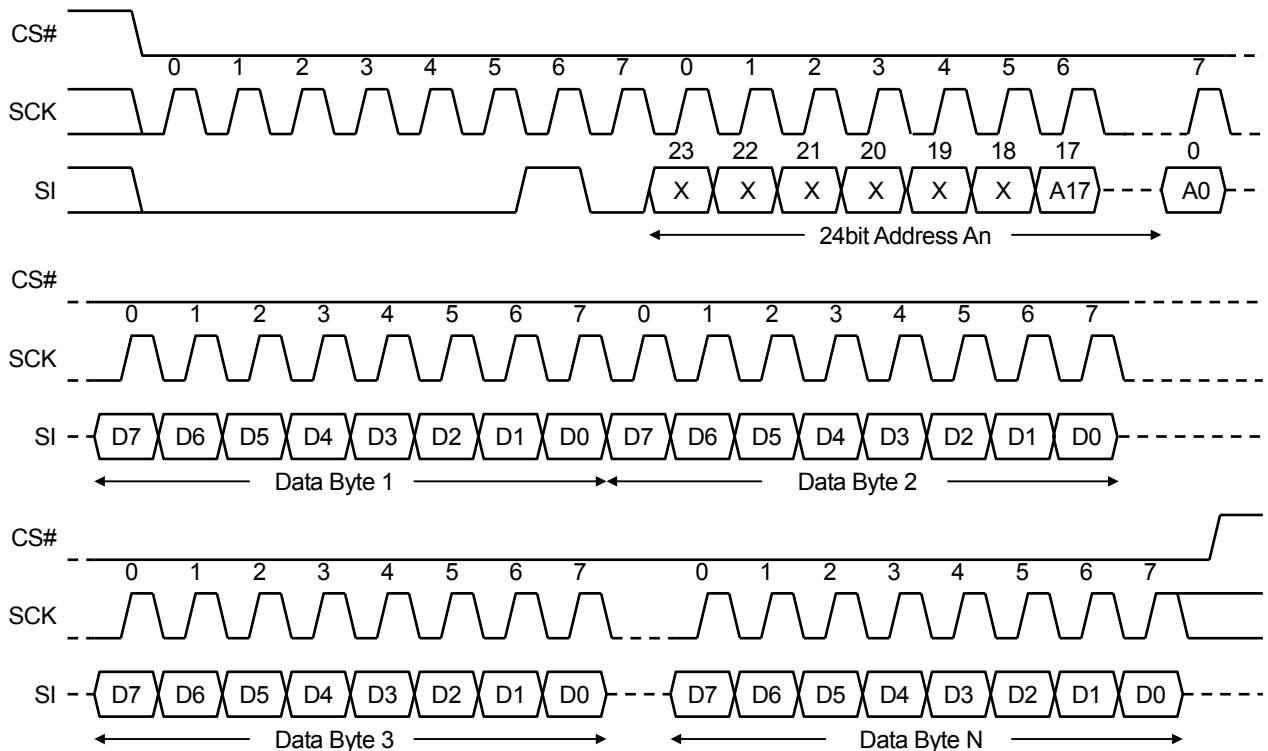 CS#
0 1 2 3 4 5 6 7 0 1 2 3 4 5 6 7
SCK
23 22 21 20 19 18 17 0
SI X X X X X X A17 A0
24bit Address An
CS#
0 1 2 3 4 5 6 7 0 1 2 3 4 5 6 7
SCK
SI D7 D6 D5 D4 D3 D2 D1 D0 D7 D6 D5 D4 D3 D2 D1 D0
Data Byte 1 Data Byte 2
CS#
0 1 2 3 4 5 6 7 0 1 2 3 4 5 6 7
SCK
SI D7 D6 D5 D4 D3 D2 D1 D0 D7 D6 D5 D4 D3 D2 D1 D0
Data Byte 3 Data Byte N